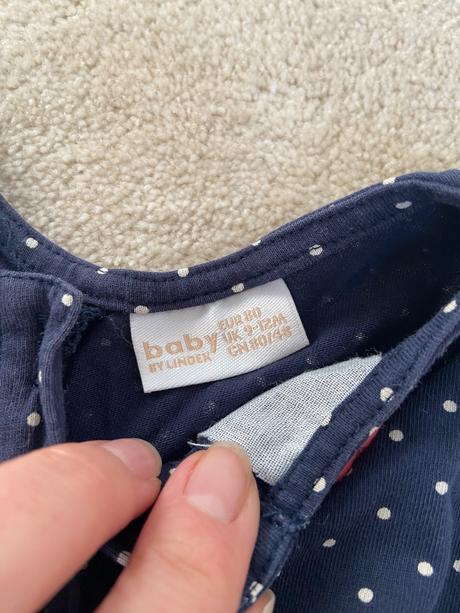 baby
BY LINDEX
EUR 80
UK 9-12M
CN 80/48